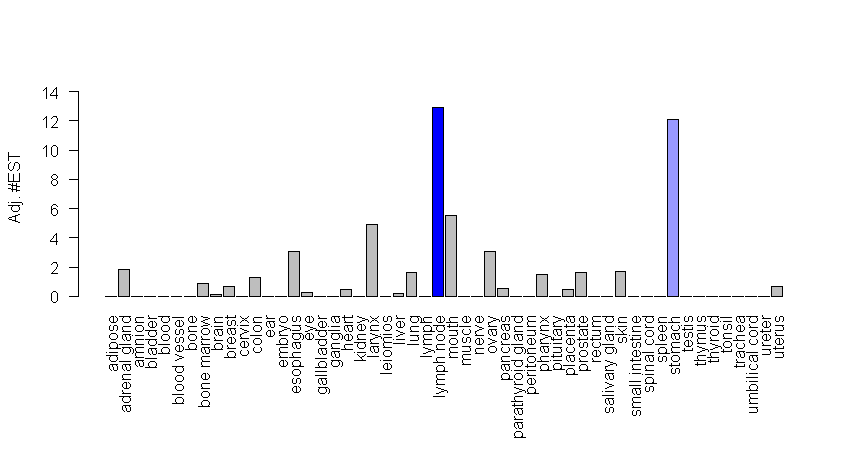 Adj. #EST
14
12
10
8
6
4
2
0
adipose
adrenal gland
amnion
bladder
blood
blood vessel
bone
bone marrow
brain
breast
cervix
colon
ear
embryo
esophagus
eye
gallbladder
ganglia
heart
kidney
larynx
leiomios
liver
lung
lymph
lymph node
mouth
muscle
nerve
ovary
pancreas
parathyroid gland
peritoneum
pharynx
pituitary
placenta
prostate
rectum
salivary gland
skin
small intestine
spinal cord
spleen
stomach
testis
thymus
thyroid
tonsil
trachea
umbilical cord
ureter
uterus